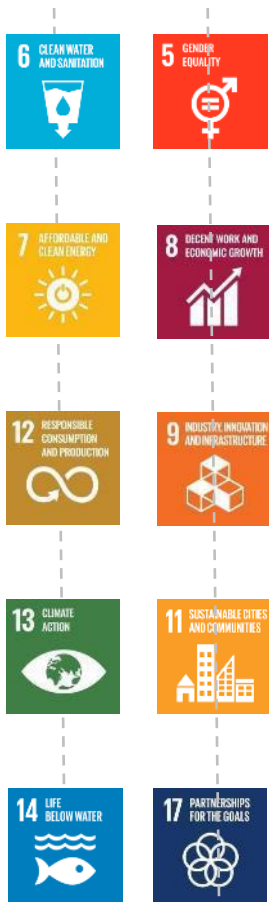 6 CLEAN WATER
AND SANITATION
5 GENDER
EQUALITY
7 AFFORDABLE AND
CLEAN ENERGY
8 DECENT WORK AND
ECONOMIC GROWTH
12 RESPONSIBLE
CONSUMPTION
AND PRODUCTION
9 INDUSTRY, INNOVATION
AND INFRASTRUCTURE
13 CLIMATE
ACTION
11 SUSTAINABLE CITIES
AND COMMUNITIES
14 LIFE
BELOW WATER
17 PARTNERSHIPS
FOR THE GOALS